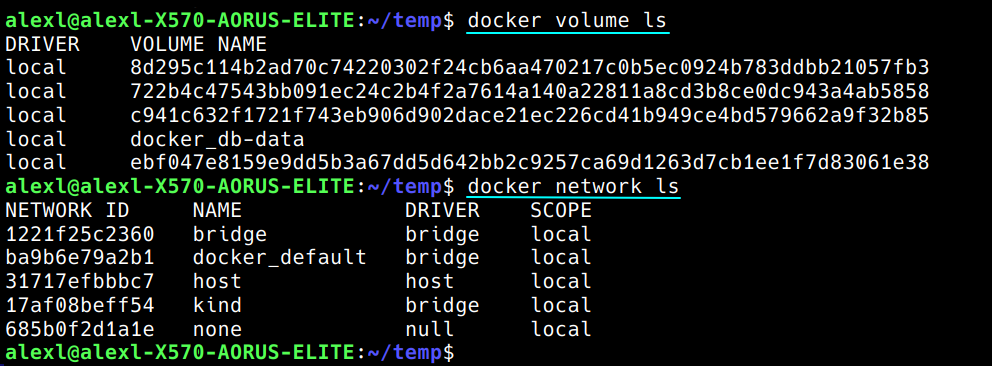 alexl@alexl-X570-AORUS-ELITE:~/temp$ docker volume ls
DRIVER    VOLUME NAME
local     8d295c114b2ad70c74220302f24cb6aa470217c0b5ec0924b783ddbb21057fb3
local     722b4c47543bb091ec24c2b4f2a7614a140a22811a8cd3b8ce0dc943a4ab5858
local     c941c632f1721f743eb906d902dace21ec226cd41b949ce4bd579662a9f32b85
local     docker_db-data
local     ebf047e8159e9dd5b3a67dd5d642bb2c9257ca69d1263d7cb1ee1f7d83061e38
alexl@alexl-X570-AORUS-ELITE:~/temp$ docker network ls
NETWORK ID     NAME             DRIVER    SCOPE
1221f25c2360   bridge           bridge    local
ba9b6e79a2b1   docker_default   bridge    local
31717efbbbc7   host             host      local
17af08beff54   kind             bridge    local
685b0f2d1a1e   none             null      local
alexl@alexl-X570-AORUS-ELITE:~/temp$